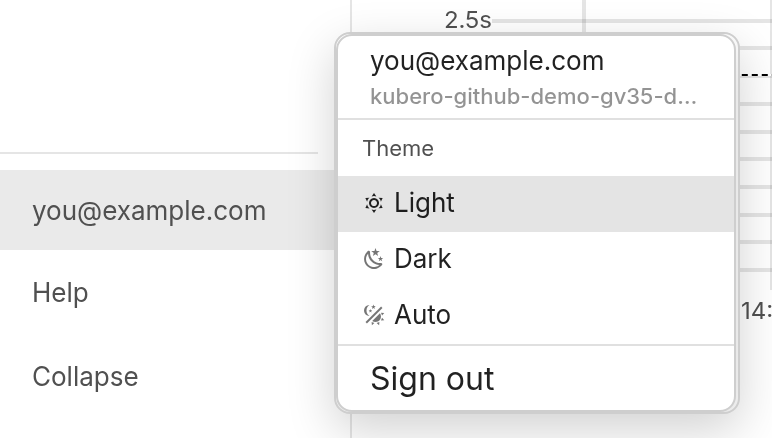 2.5s
you@example.com
kubero-github-demo-gv35-d...
Theme
Light
Dark
Auto
Sign out
you@example.com
Help
Collapse
14: